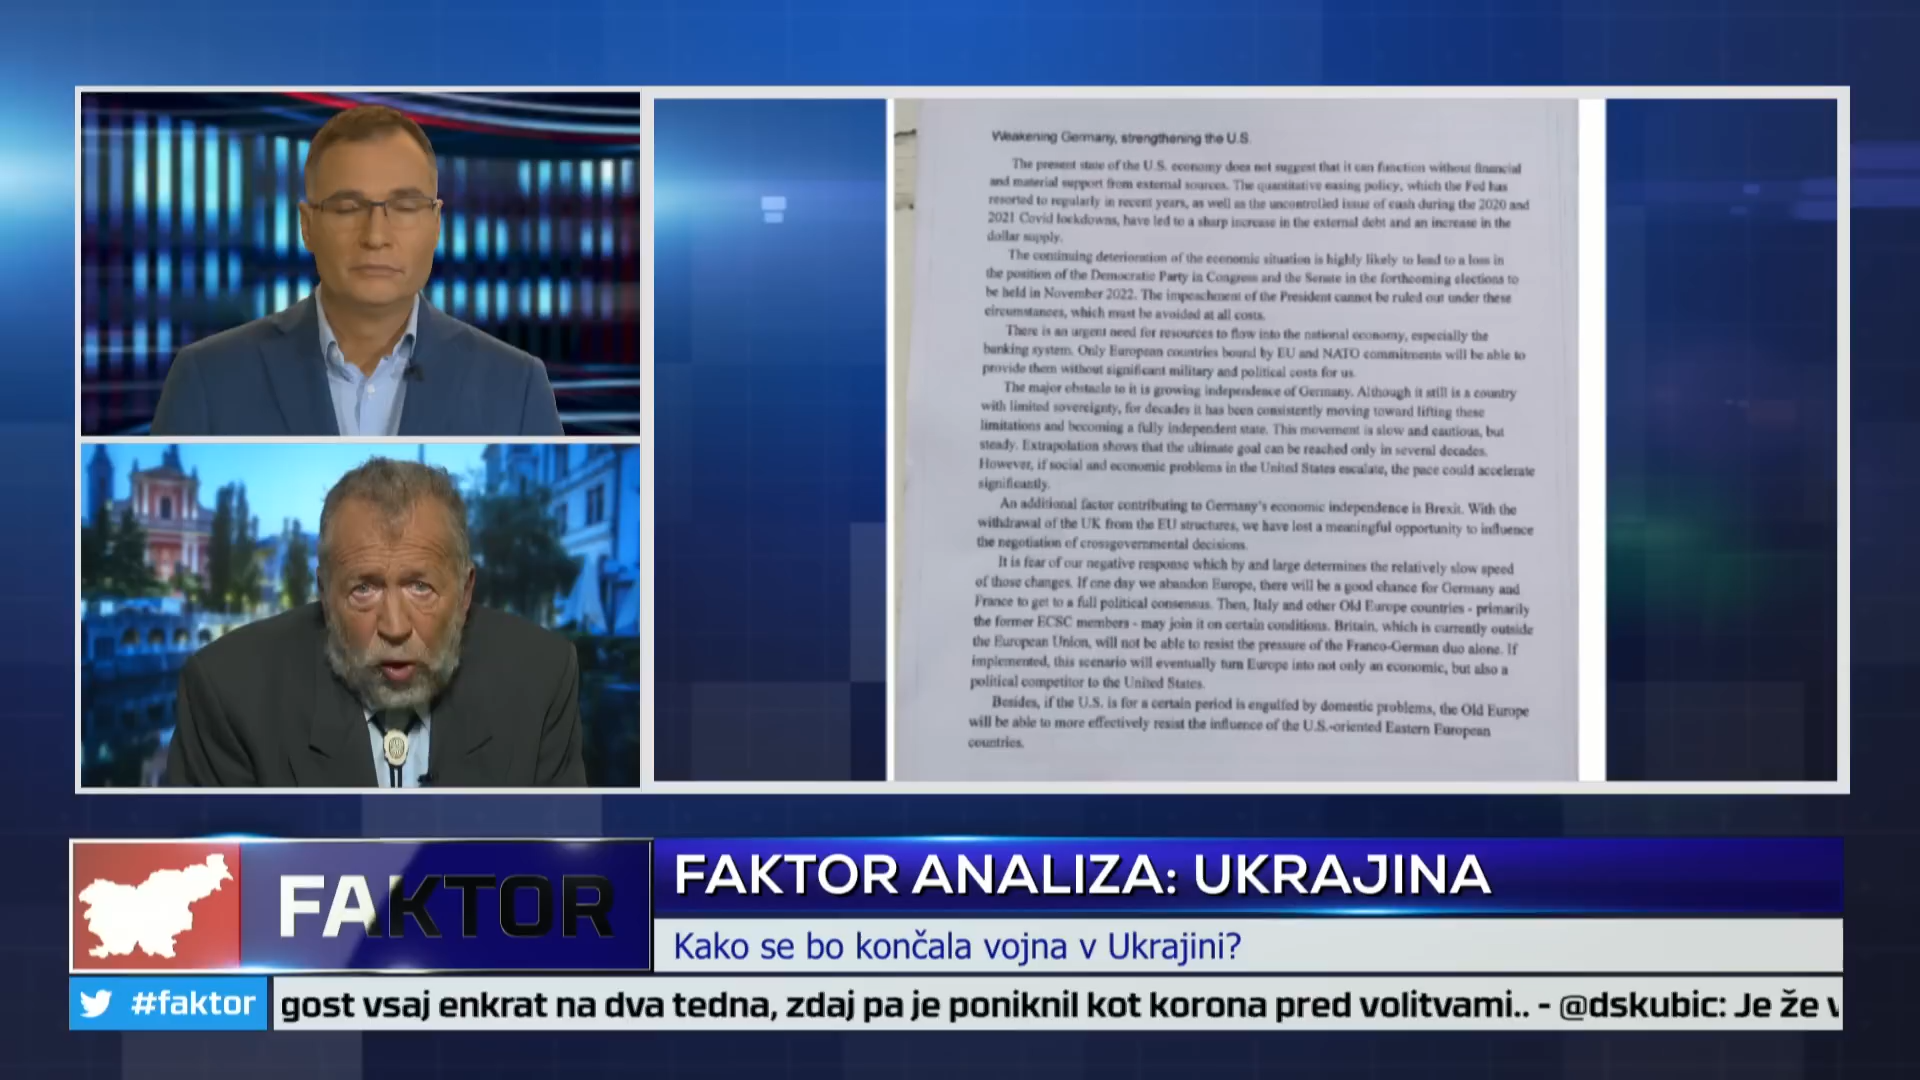 Weakening Germany, strengthening the U.S.
The present state of the U.S. economy does not suggest that it can function without financial
and material support from external sources. The quantitative easing policy, which the Fed has
resorted to regularly in recent years, as well as the uncontrolled issue of cash during the 2020 and
2021 Covid lockdowns, have led to a sharp increase in the external debt and an increase in the
dollar supply.
The continuing deterioration of the economic situation is highly likely to lead to a loss in
the position of the Democratic Party in Congress and the Senate in the forthcoming elections to
be held in November 2022. The impeachment of the President cannot be ruled out under these
circumstances, which must be avoided at all costs.
There is an urgent need for resources to flow into the national economy, especially the
banking system. Only European countries bound by EU and NATO commitments will be able to
provide them without significant military and political costs for us.
The major obstacle to it is growing independence of Germany. Although it still is a country
with limited sovereignty, for decades it has been consistently moving toward lifting these
limitations and becoming a fully independent state. This movement is slow and cautious, but
steady. Extrapolation shows that the ultimate goal can be reached only in several decades.
However, if social and economic problems in the United States escalate, the pace could accelerate
significantly.
An additional factor contributing to Germany's economic independence is Brexit. With the
withdrawal of the UK from the EU structures, we have lost a meaningful opportunity to influence
the negotiation of crossgovernmental decisions.
It is fear of our negative response which by and large determines the relatively slow speed
of those changes. If one day we abandon Europe, there will be a good chance for Germany and
France to get to a full political consensus. Then, Italy and other Old Europe countries - primarily
the former ECSC members - may join it on certain conditions. Britain, which is currently outside
the European Union, will not be able to resist the pressure of the Franco-German duo alone. If
implemented, this scenario will eventually turn Europe into not only an economic, but also a
political competitor to the United States.
Besides, if the U.S. is for a certain period is engulfed by domestic problems, the Old Europe
will be able to more effectively resist the influence of the U.S.-oriented Eastern European
countries.
FAKTOR
FAKTOR ANALIZA: UKRAJINA
Kako se bo končala vojna v Ukrajini?
#faktor
gost vsaj enkrat na dva tedna, zdaj pa je poniknil kot korona pred volitvami.. - @dskubic: Je že v